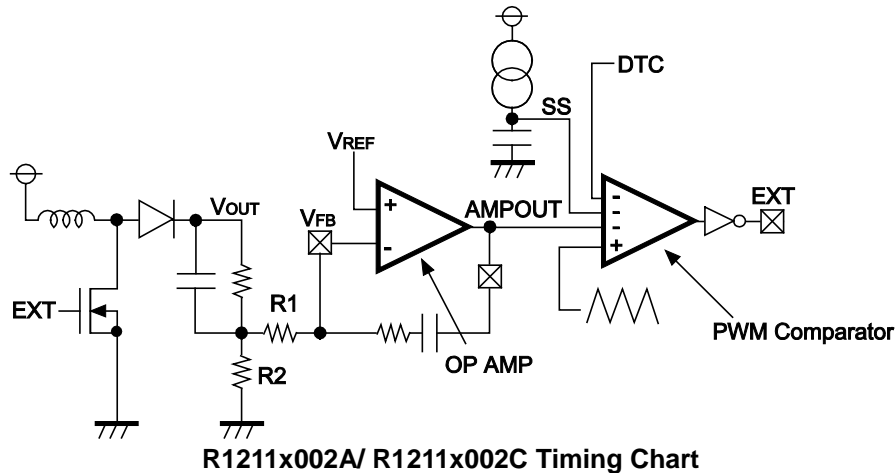 DTC
SS
VREF
VOUT
VFB
AMPOUT
EXT
+
-
-
-
-
+
EXT
R1
R2
OP AMP
PWM Comparator
R1211x002A/ R1211x002C Timing Chart